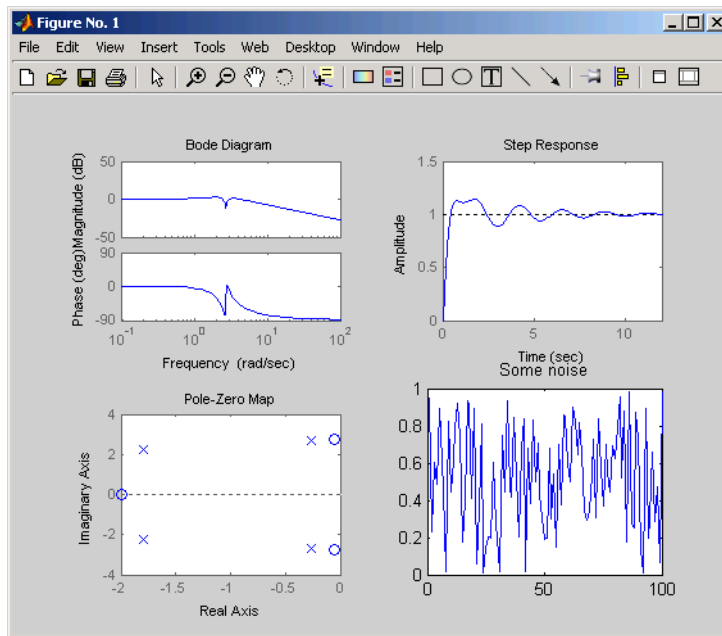 Figure No. 1
File Edit View Insert Tools Web Desktop Window Help
T
Bode Diagram
Magnitude (dB)
50
0
-50
Phase (deg)
90
0
-90
10^-1 10^0 10^1 10^2
Frequency (rad/sec)
Step Response
Amplitude
1.5
1
0.5
0
0 5 10
Time (sec)
Pole-Zero Map
Imaginary Axis
4
2
0
-2
-4
-2 -1.5 -1 -0.5 0
Real Axis
Some noise
1
0.8
0.6
0.4
0.2
0
0 50 100